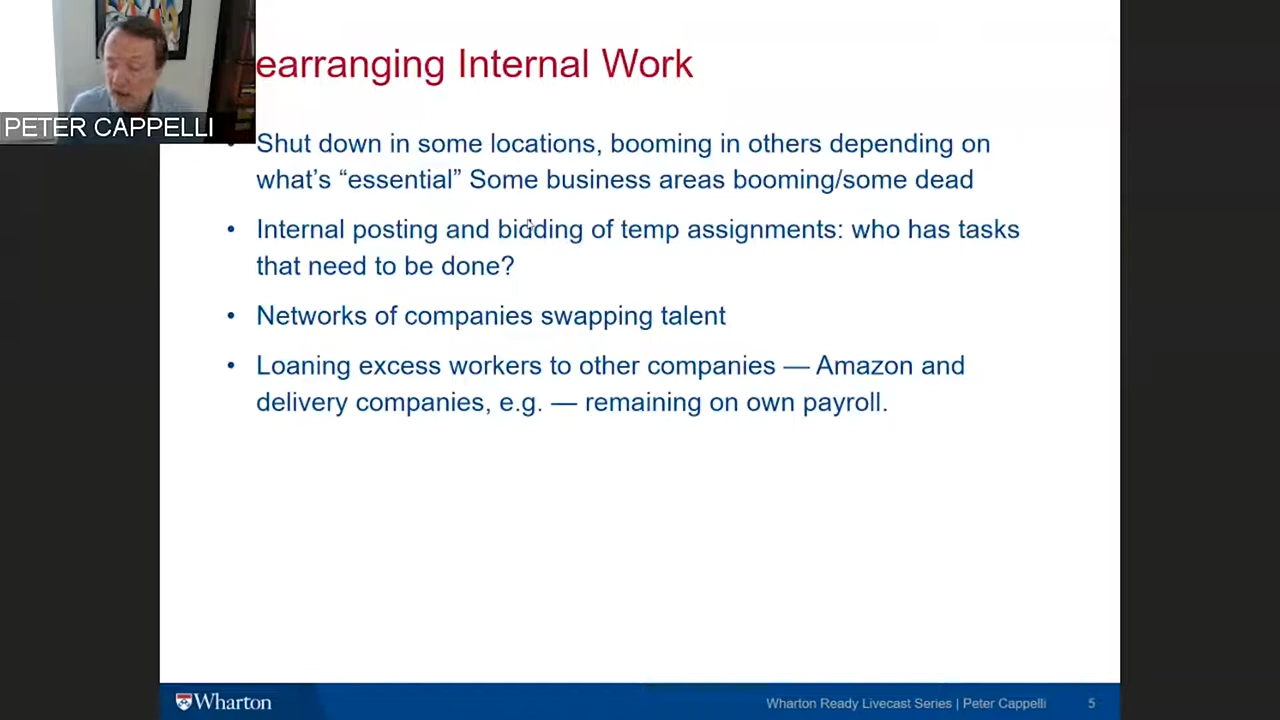 earranging Internal Work
PETER CAPPELLI
• Shut down in some locations, booming in others depending on
what's “essential” Some business areas booming/some dead
• Internal posting and bidding of temp assignments: who has tasks
that need to be done?
• Networks of companies swapping talent
• Loaning excess workers to other companies — Amazon and
delivery companies, e.g. — remaining on own payroll.
Wharton
Wharton Ready Livecast Series | Peter Cappelli 5